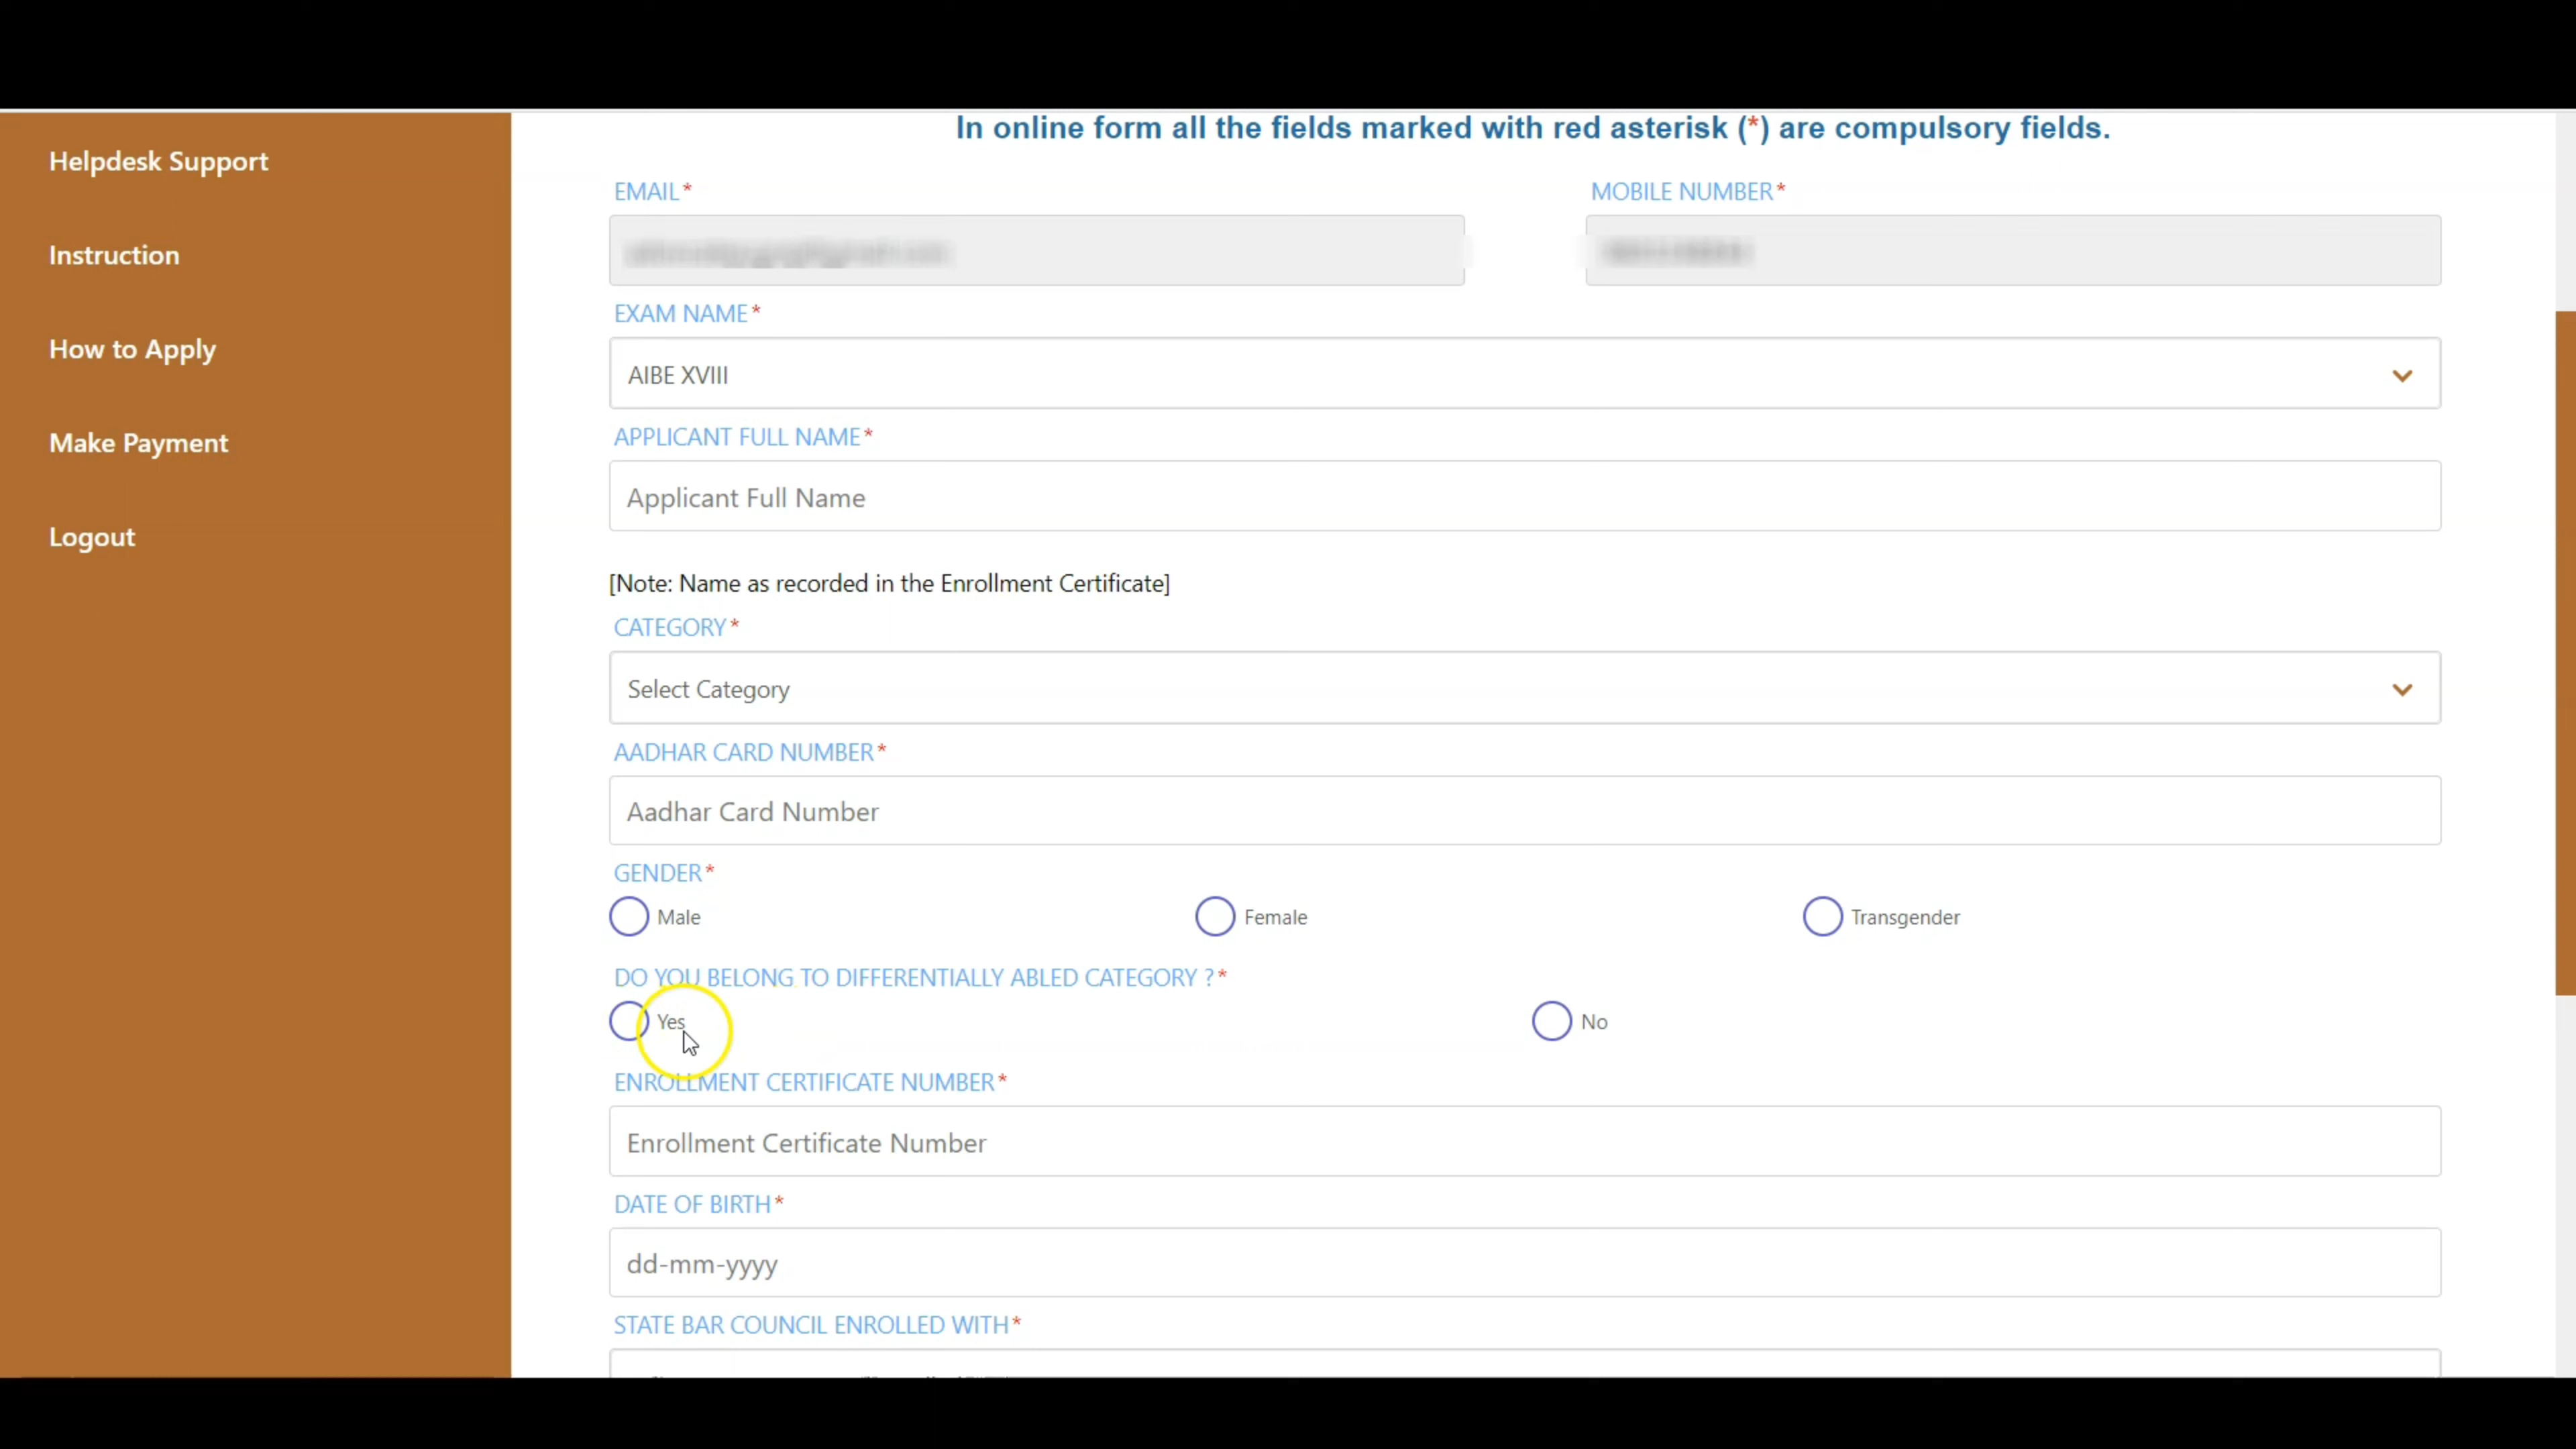 Helpdesk Support
Instruction
How to Apply
Make Payment
Logout
In online form all the fields marked with red asterisk (*) are compulsory fields.
EMAIL*
MOBILE NUMBER*
EXAM NAME*
AIBE XVIII
APPLICANT FULL NAME*
Applicant Full Name
[Note: Name as recorded in the Enrollment Certificate]
CATEGORY*
Select Category
AADHAR CARD NUMBER*
Aadhar Card Number
GENDER*
Male Female Transgender
DO YOU BELONG TO DIFFERENTIALLY ABLED CATEGORY ?*
Yes No
ENROLLMENT CERTIFICATE NUMBER*
Enrollment Certificate Number
DATE OF BIRTH*
dd-mm-yyyy
STATE BAR COUNCIL ENROLLED WITH*